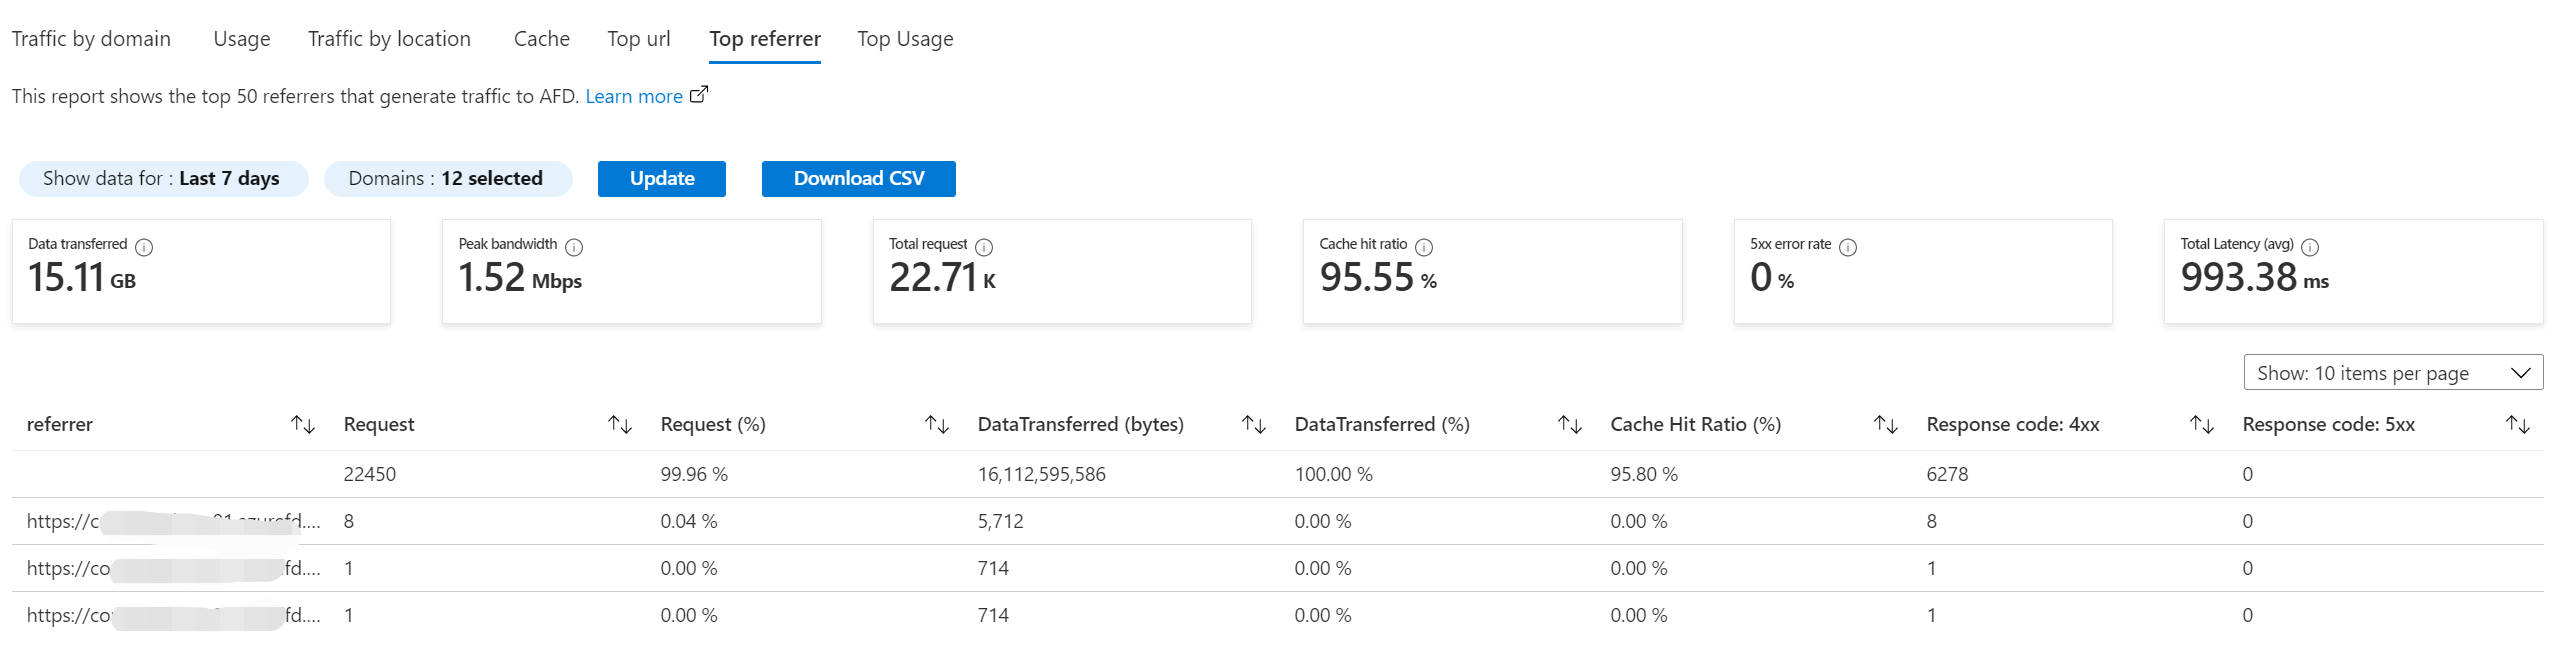 Traffic by domain Usage Traffic by location Cache Top url Top referrer Top Usage
This report shows the top 50 referrers that generate traffic to AFD. Learn more
Show data for : Last 7 days Domains : 12 selected Update Download CSV
Data transferred Peak bandwidth Total request Cache hit ratio 5xx error rate Total Latency (avg)
15.11 GB 1.52 Mbps 22.71 K 95.55 % 0 % 993.38 ms
Show: 10 items per page
referrer Request Request (%) DataTransferred (bytes) DataTransferred (%) Cache Hit Ratio (%) Response code: 4xx Response code: 5xx
22450 99.96 % 16,112,595,586 100.00 % 95.80 % 6278 0
https://c 8 0.04 % 5,712 0.00 % 0.00 % 8 0
https://co fd.... 1 0.00 % 714 0.00 % 0.00 % 1 0
https://co fd.... 1 0.00 % 714 0.00 % 0.00 % 1 0